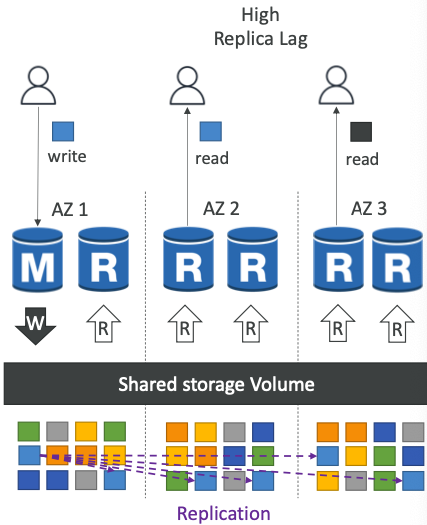 High
Replica Lag
write
read
read
AZ 1
AZ 2
AZ 3
M R R R R R
W R R R R R
Shared storage Volume
Replication